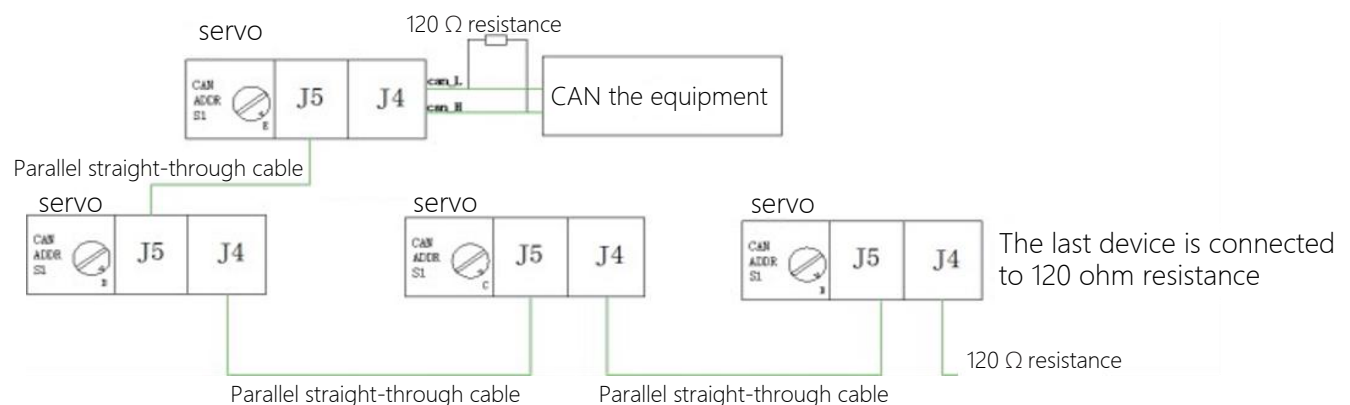 servo
120 Ω resistance
CAN
ADDR
S1
E
J5
J4
can_L
can_H
CAN the equipment
Parallel straight-through cable
servo
CAN
ADDR
S1
J5
J4
servo
CAN
ADDR
S1
C
J5
J4
servo
CAN
ADDR
S1
J5
J4
The last device is connected
to 120 ohm resistance
120 Ω resistance
Parallel straight-through cable
Parallel straight-through cable